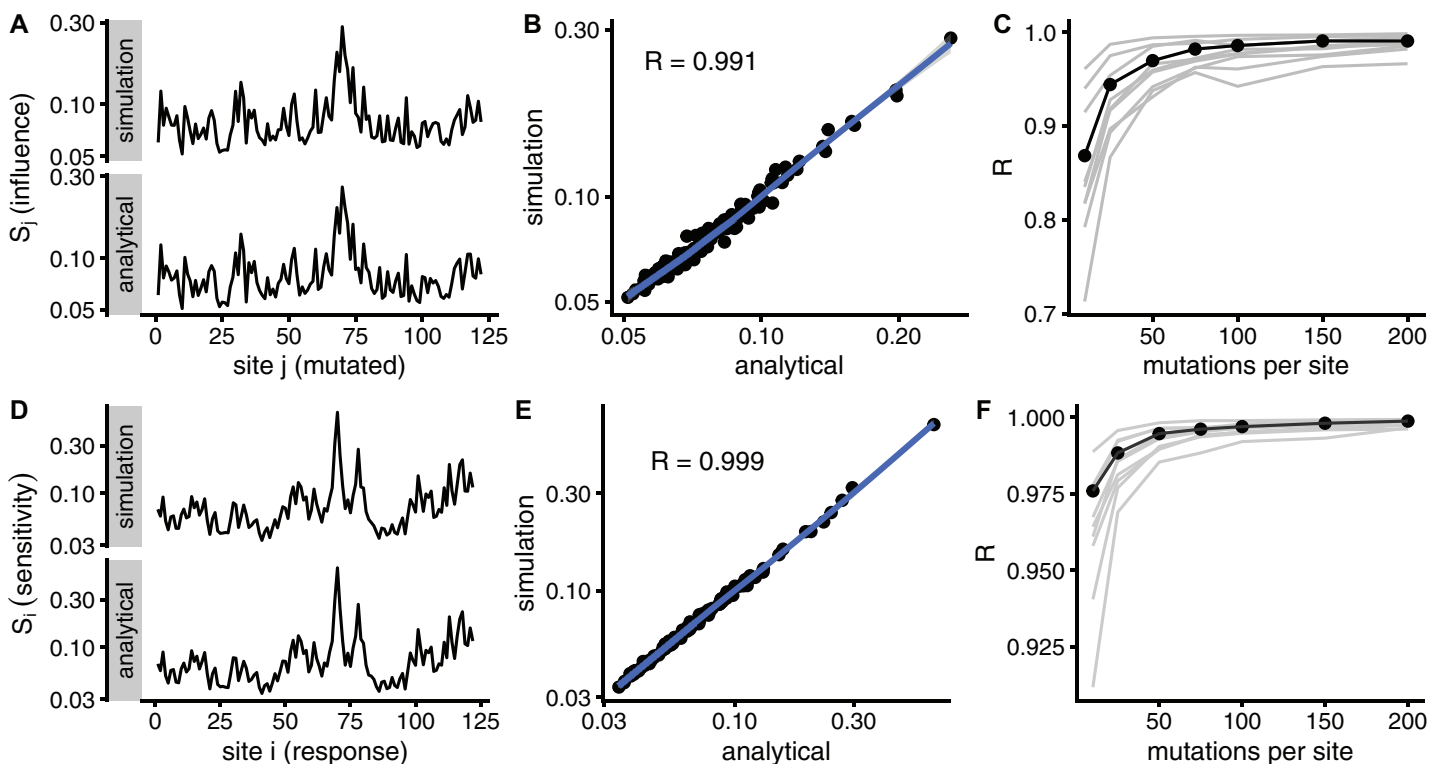 A
0.30
simulation
0.10
0.05
0.30
analytical
0.10
0.05
S_j (influence)
0 25 50 75 100 125
site j (mutated)
B
0.30
R = 0.991
simulation
0.10
0.05
0.05 0.10 0.20
analytical
C
1.0
0.9
R
0.8
0.7
50 100 150 200
mutations per site
D
simulation
0.30
0.10
0.03
analytical
0.30
0.10
0.03
S_i (sensitivity)
0 25 50 75 100 125
site i (response)
E
R = 0.999
simulation
0.30
0.10
0.03
0.03 0.10 0.30
analytical
F
1.000
0.975
R
0.950
0.925
50 100 150 200
mutations per site